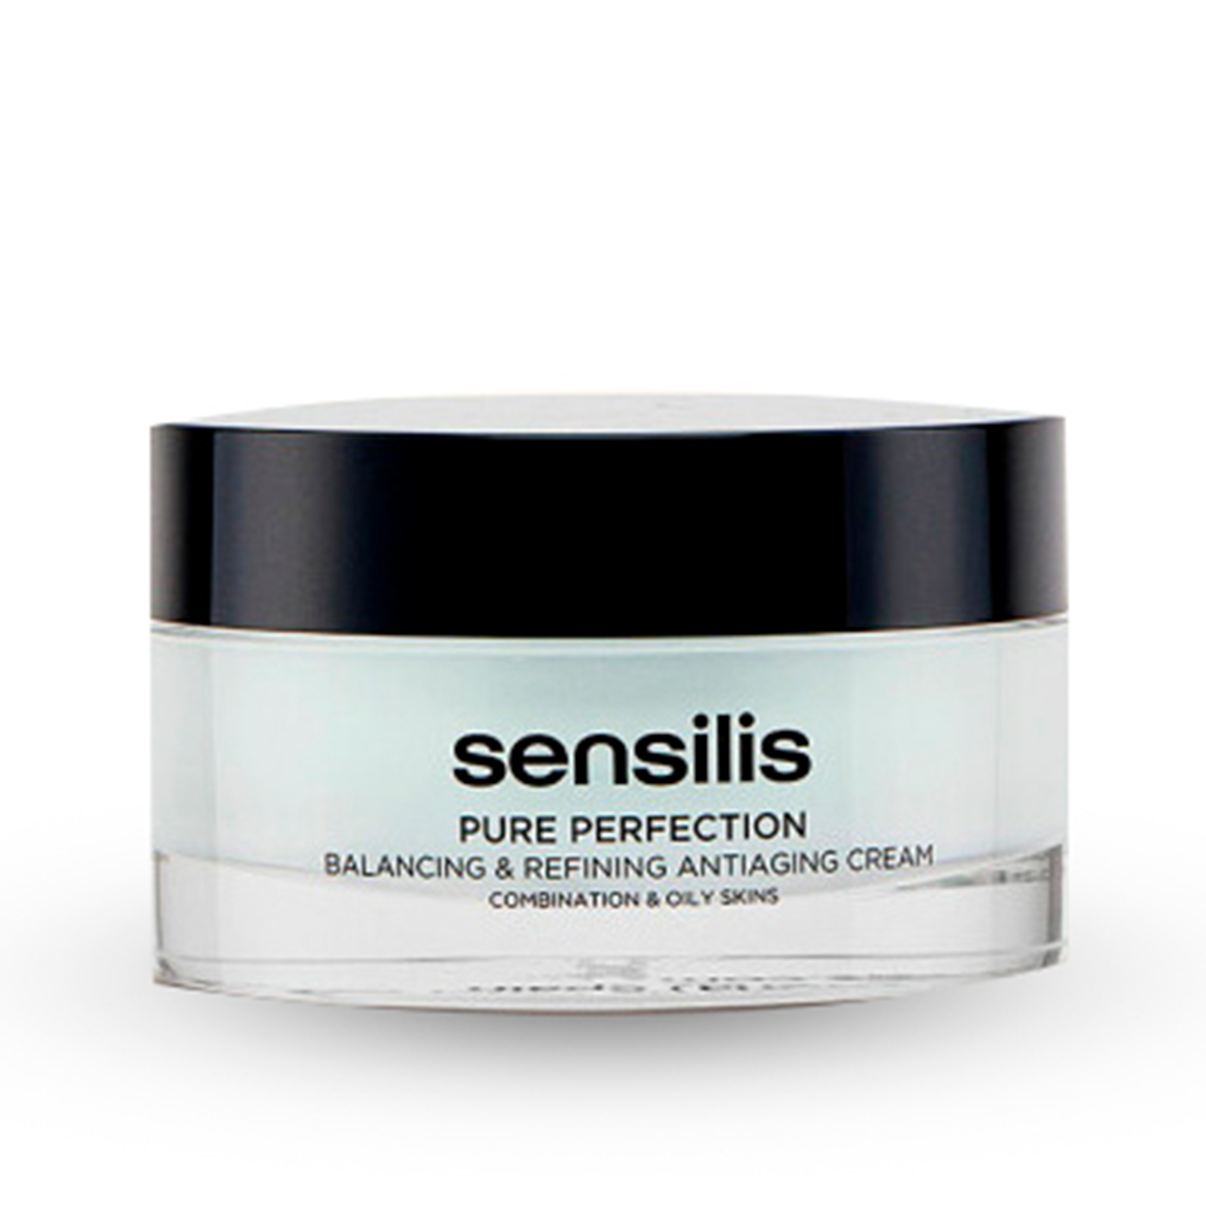 sensilis
PURE PERFECTION
BALANCING & REFINING ANTIAGING CREAM
COMBINATION & OILY SKINS